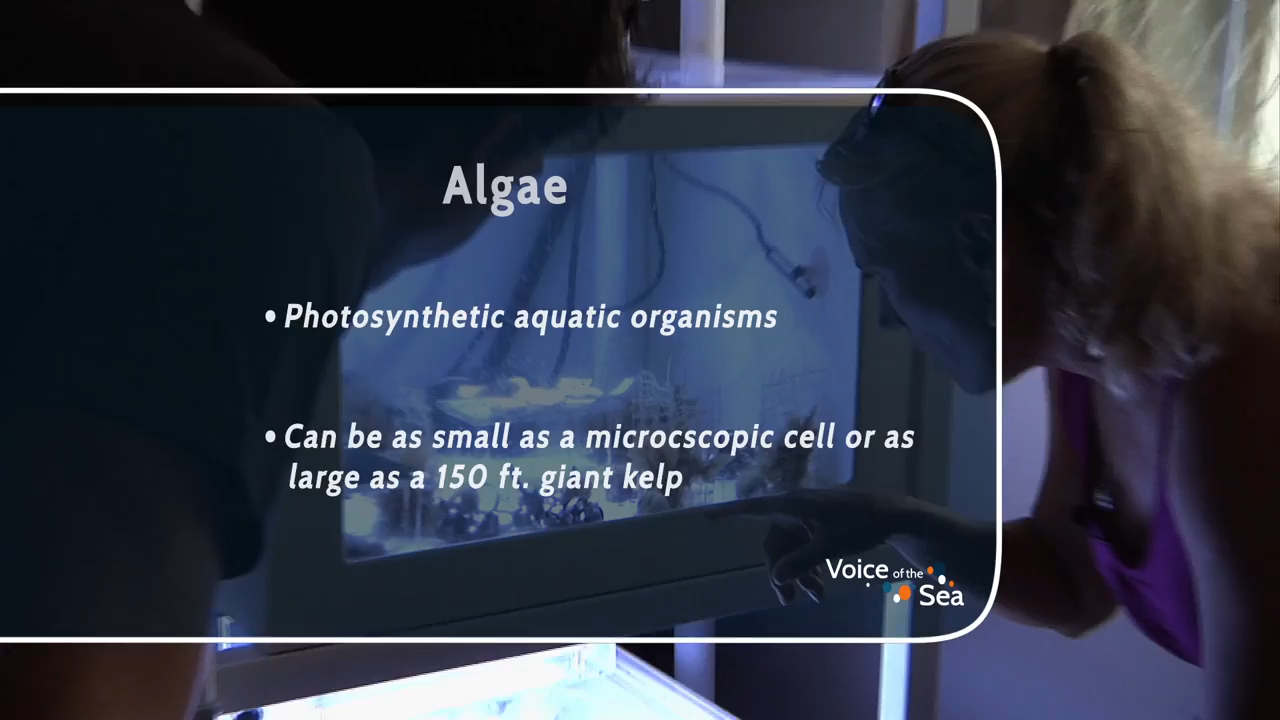 Algae
• Photosynthetic aquatic organisms
• Can be as small as a microcscopic cell or as
large as a 150 ft. giant kelp
Voice of the
Sea